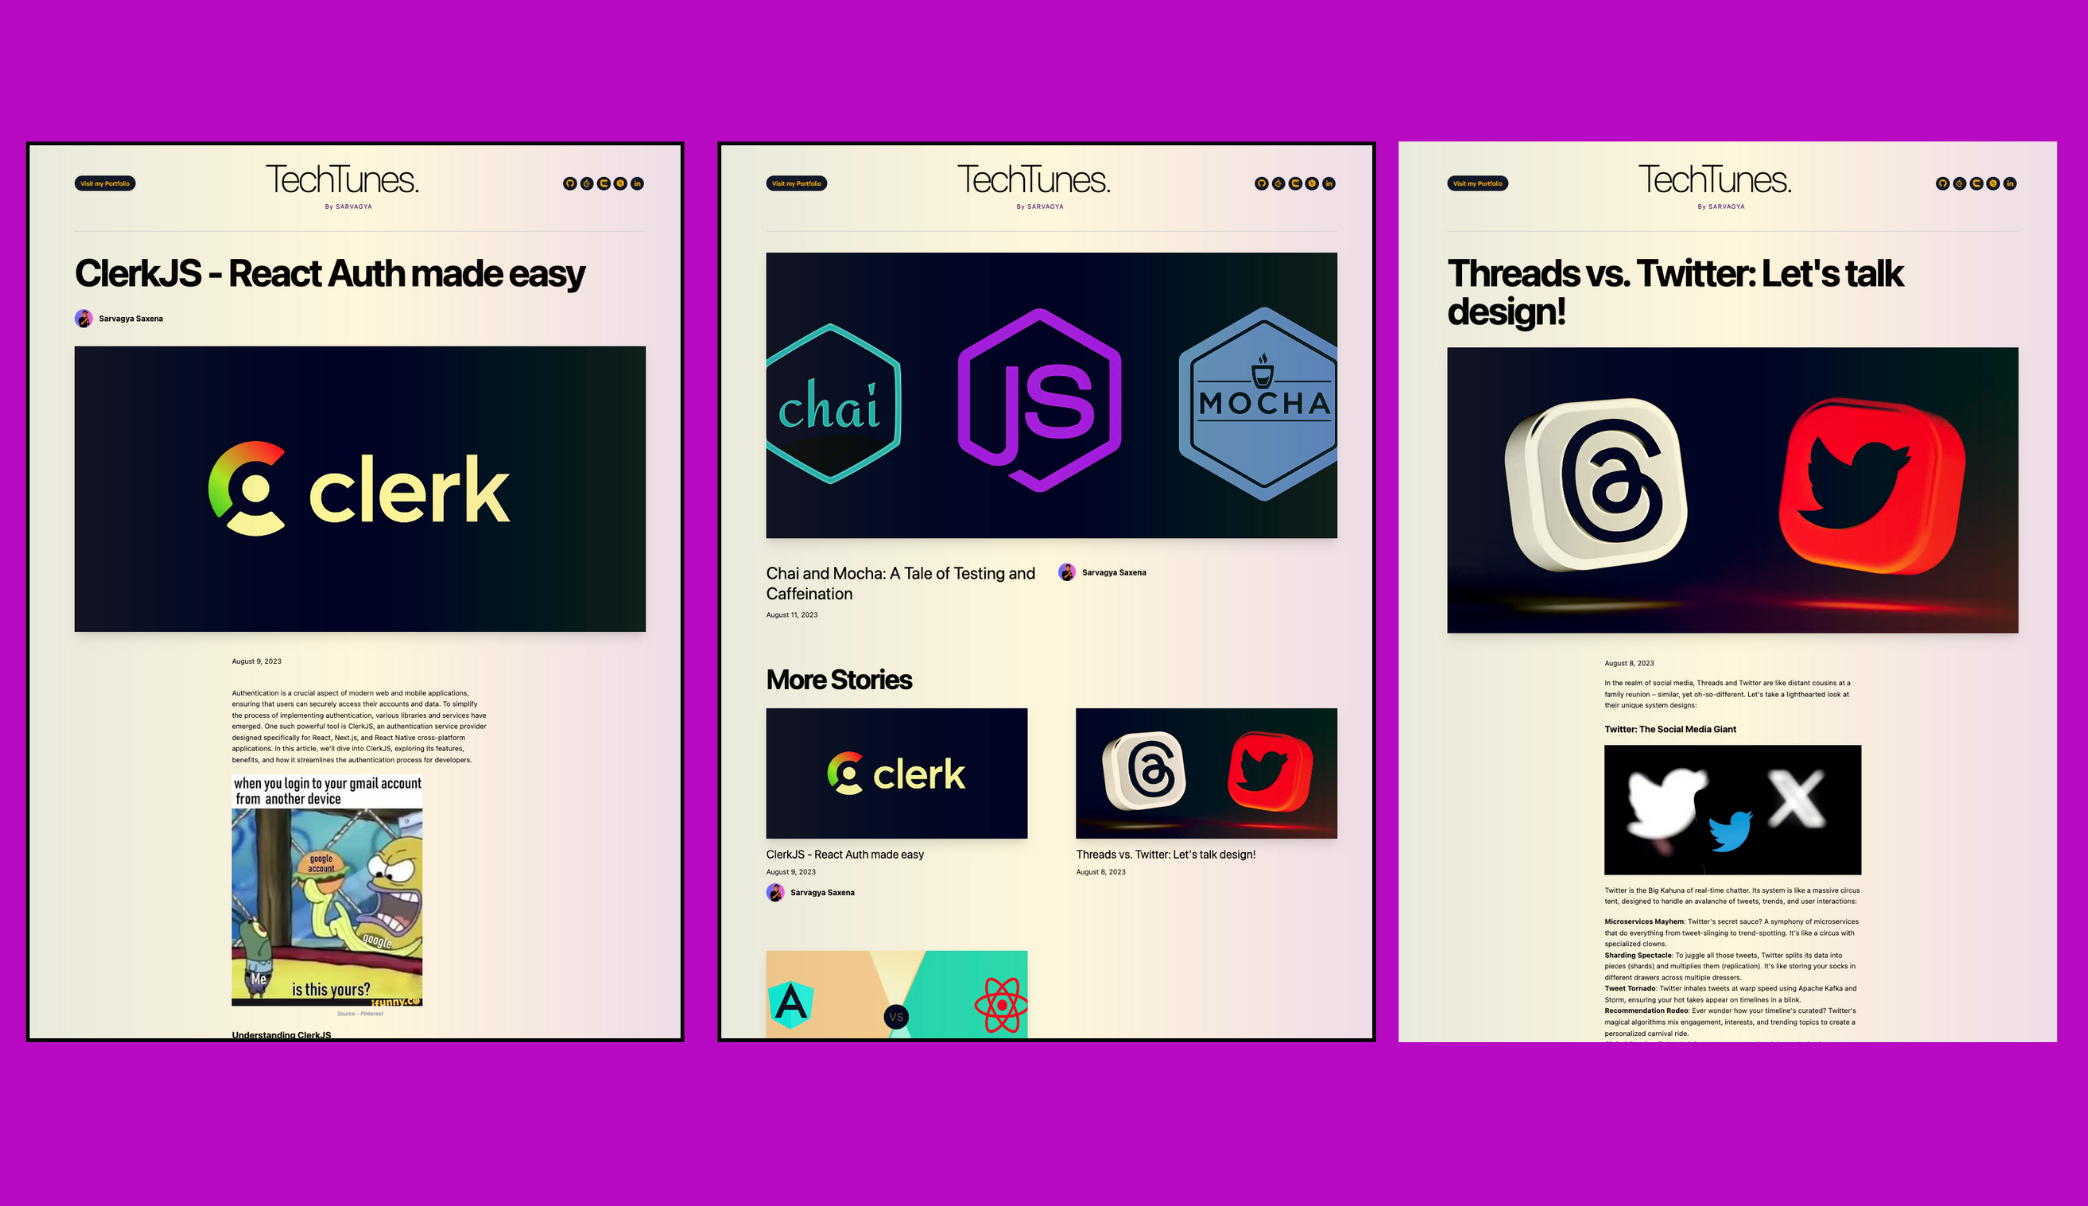 Visit my Portfolio
TechTunes.
By SARVAGYA
ClerkJS - React Auth made easy
Sarvagya Saxena
clerk
August 9, 2023
Authentication is a crucial aspect of modern web and mobile applications,
ensuring that users can securely access their accounts and data. To simplify
the process of implementing authentication, various libraries and services have
emerged. One such powerful tool is ClerkJS, an authentication service provider
designed specifically for React, Next.js, and React Native cross-platform
applications. In this article, we'll dive into ClerkJS, exploring its features,
benefits, and how it streamlines the authentication process for developers.
when you login to your gmail account
from another device
google
account
google
Me
is this yours?
ifunny.co
Source - Pinterest
Understanding ClerkJS
Visit my Portfolio
TechTunes.
By SARVAGYA
chai
JS
MOCHA
Chai and Mocha: A Tale of Testing and
Caffeination
August 11, 2023
Sarvagya Saxena
More Stories
clerk
ClerkJS - React Auth made easy
August 9, 2023
Sarvagya Saxena
Threads vs. Twitter: Let's talk design!
August 8, 2023
A
VS
Visit my Portfolio
TechTunes.
By SARVAGYA
Threads vs. Twitter: Let's talk
design!
August 8, 2023
In the realm of social media, Threads and Twitter are like distant cousins at a
family reunion – similar, yet oh-so-different. Let's take a lighthearted look at
their unique system designs:
Twitter: The Social Media Giant
X
Twitter is the Big Kahuna of real-time chatter. Its system is like a massive circus
tent, designed to handle an avalanche of tweets, trends, and user interactions:
Microservices Mayhem: Twitter's secret sauce? A symphony of microservices
that do everything from tweet-slinging to trend-spotting. It's like a circus with
specialized clowns.
Sharding Spectacle: To juggle all those tweets, Twitter splits its data into
pieces (shards) and multiplies them (replication). It's like storing your socks in
different drawers across multiple dressers.
Tweet Tornado: Twitter inhales tweets at warp speed using Apache Kafka and
Storm, ensuring your hot takes appear on timelines in a blink.
Recommendation Rodeo: Ever wonder how your timeline's curated? Twitter's
magical algorithms mix engagement, interests, and trending topics to create a
personalized carnival ride.